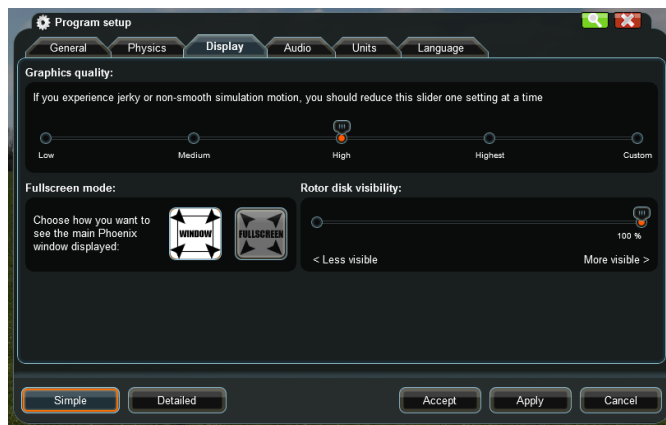 Program setup
General Physics Display Audio Units Language
Graphics quality:
If you experience jerky or non-smooth simulation motion, you should reduce this slider one setting at a time
Low Medium High Highest Custom
Fullscreen mode: Rotor disk visibility:
Choose how you want to
see the main Phoenix
window displayed:
WINDOW FULLSCREEN
100 %
< Less visible More visible >
Simple Detailed Accept Apply Cancel